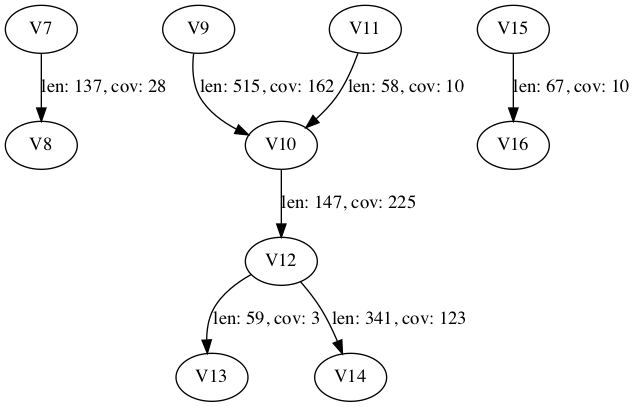 V7 V9 V11 V15
len: 137, cov: 28 len: 515, cov: 162 len: 58, cov: 10 len: 67, cov: 10
V8 V10 V16
len: 147, cov: 225
V12
len: 59, cov: 3 len: 341, cov: 123
V13 V14